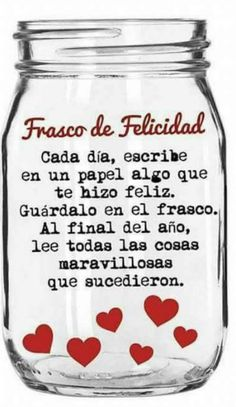 Frasco de Felicidad
Cada día, escribe
en un papel algo que
te hizo feliz.
Guárdalo en el frasco.
Al final del año,
lee todas las cosas
maravillosas
que sucedieron.